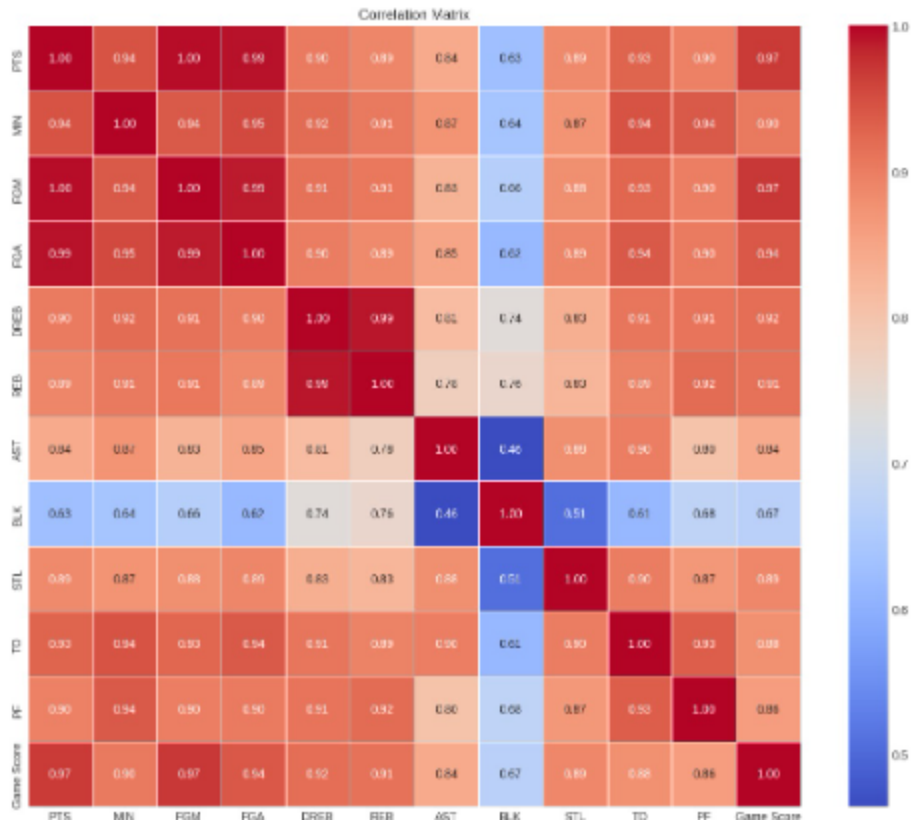 Correlation Matrix
PTS 1.00 0.94 1.00 0.99 0.90 0.89 0.84 0.63 0.89 0.93 0.90 0.97
MIN 0.94 1.00 0.94 0.95 0.92 0.91 0.87 0.64 0.87 0.94 0.94 0.90
FGM 1.00 0.94 1.00 0.99 0.91 0.91 0.83 0.66 0.88 0.93 0.90 0.97
FGA 0.99 0.95 0.99 1.00 0.90 0.89 0.85 0.62 0.89 0.94 0.90 0.94
DREB 0.90 0.92 0.91 0.90 1.00 0.99 0.81 0.74 0.83 0.91 0.91 0.92
REB 0.89 0.91 0.91 0.89 0.99 1.00 0.78 0.76 0.83 0.89 0.92 0.91
AST 0.84 0.87 0.83 0.85 0.81 0.78 1.00 0.46 0.90 0.80 0.84
BLK 0.63 0.64 0.66 0.62 0.74 0.76 0.46 1.00 0.51 0.61 0.68 0.67
STL 0.89 0.87 0.88 0.89 0.83 0.83 0.51 1.00 0.90 0.87 0.89
TO 0.93 0.94 0.93 0.94 0.91 0.89 0.90 0.61 0.90 1.00 0.93 0.88
PF 0.90 0.94 0.90 0.90 0.91 0.92 0.80 0.68 0.87 0.93 1.00 0.86
Game Score 0.97 0.90 0.97 0.94 0.92 0.91 0.84 0.67 0.89 0.88 0.86 1.00
PTS MIN FGM FGA DREB REB AST BLK STL TO PF Game Score
1.0
0.9
0.8
0.7
0.6
0.5